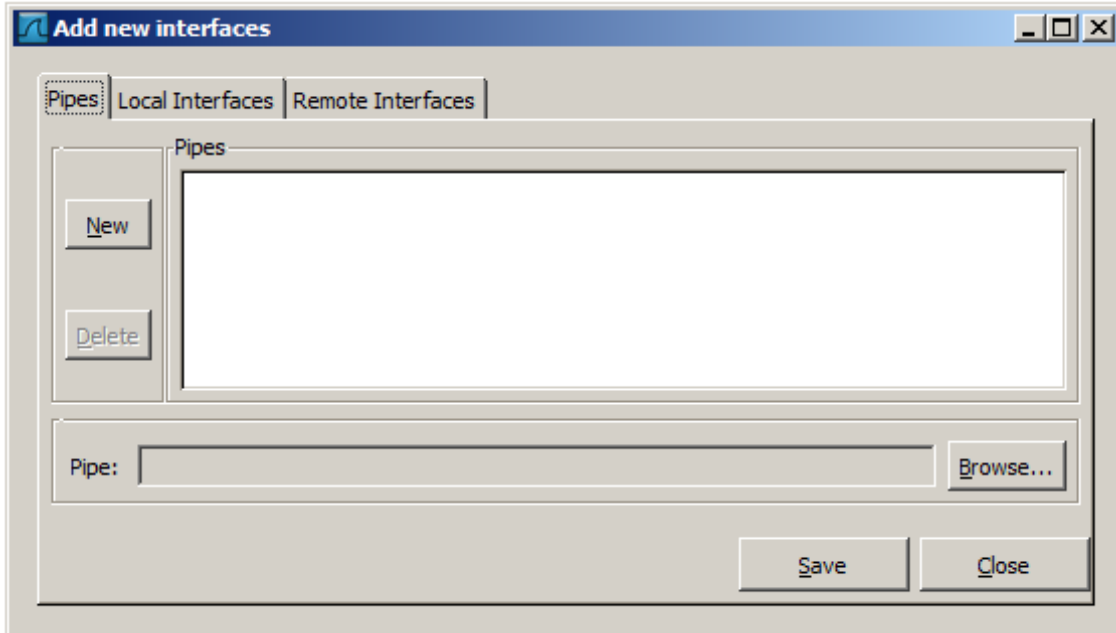 Add new interfaces
Pipes Local Interfaces Remote Interfaces
Pipes
New
Delete
Pipe: Browse...
Save Close